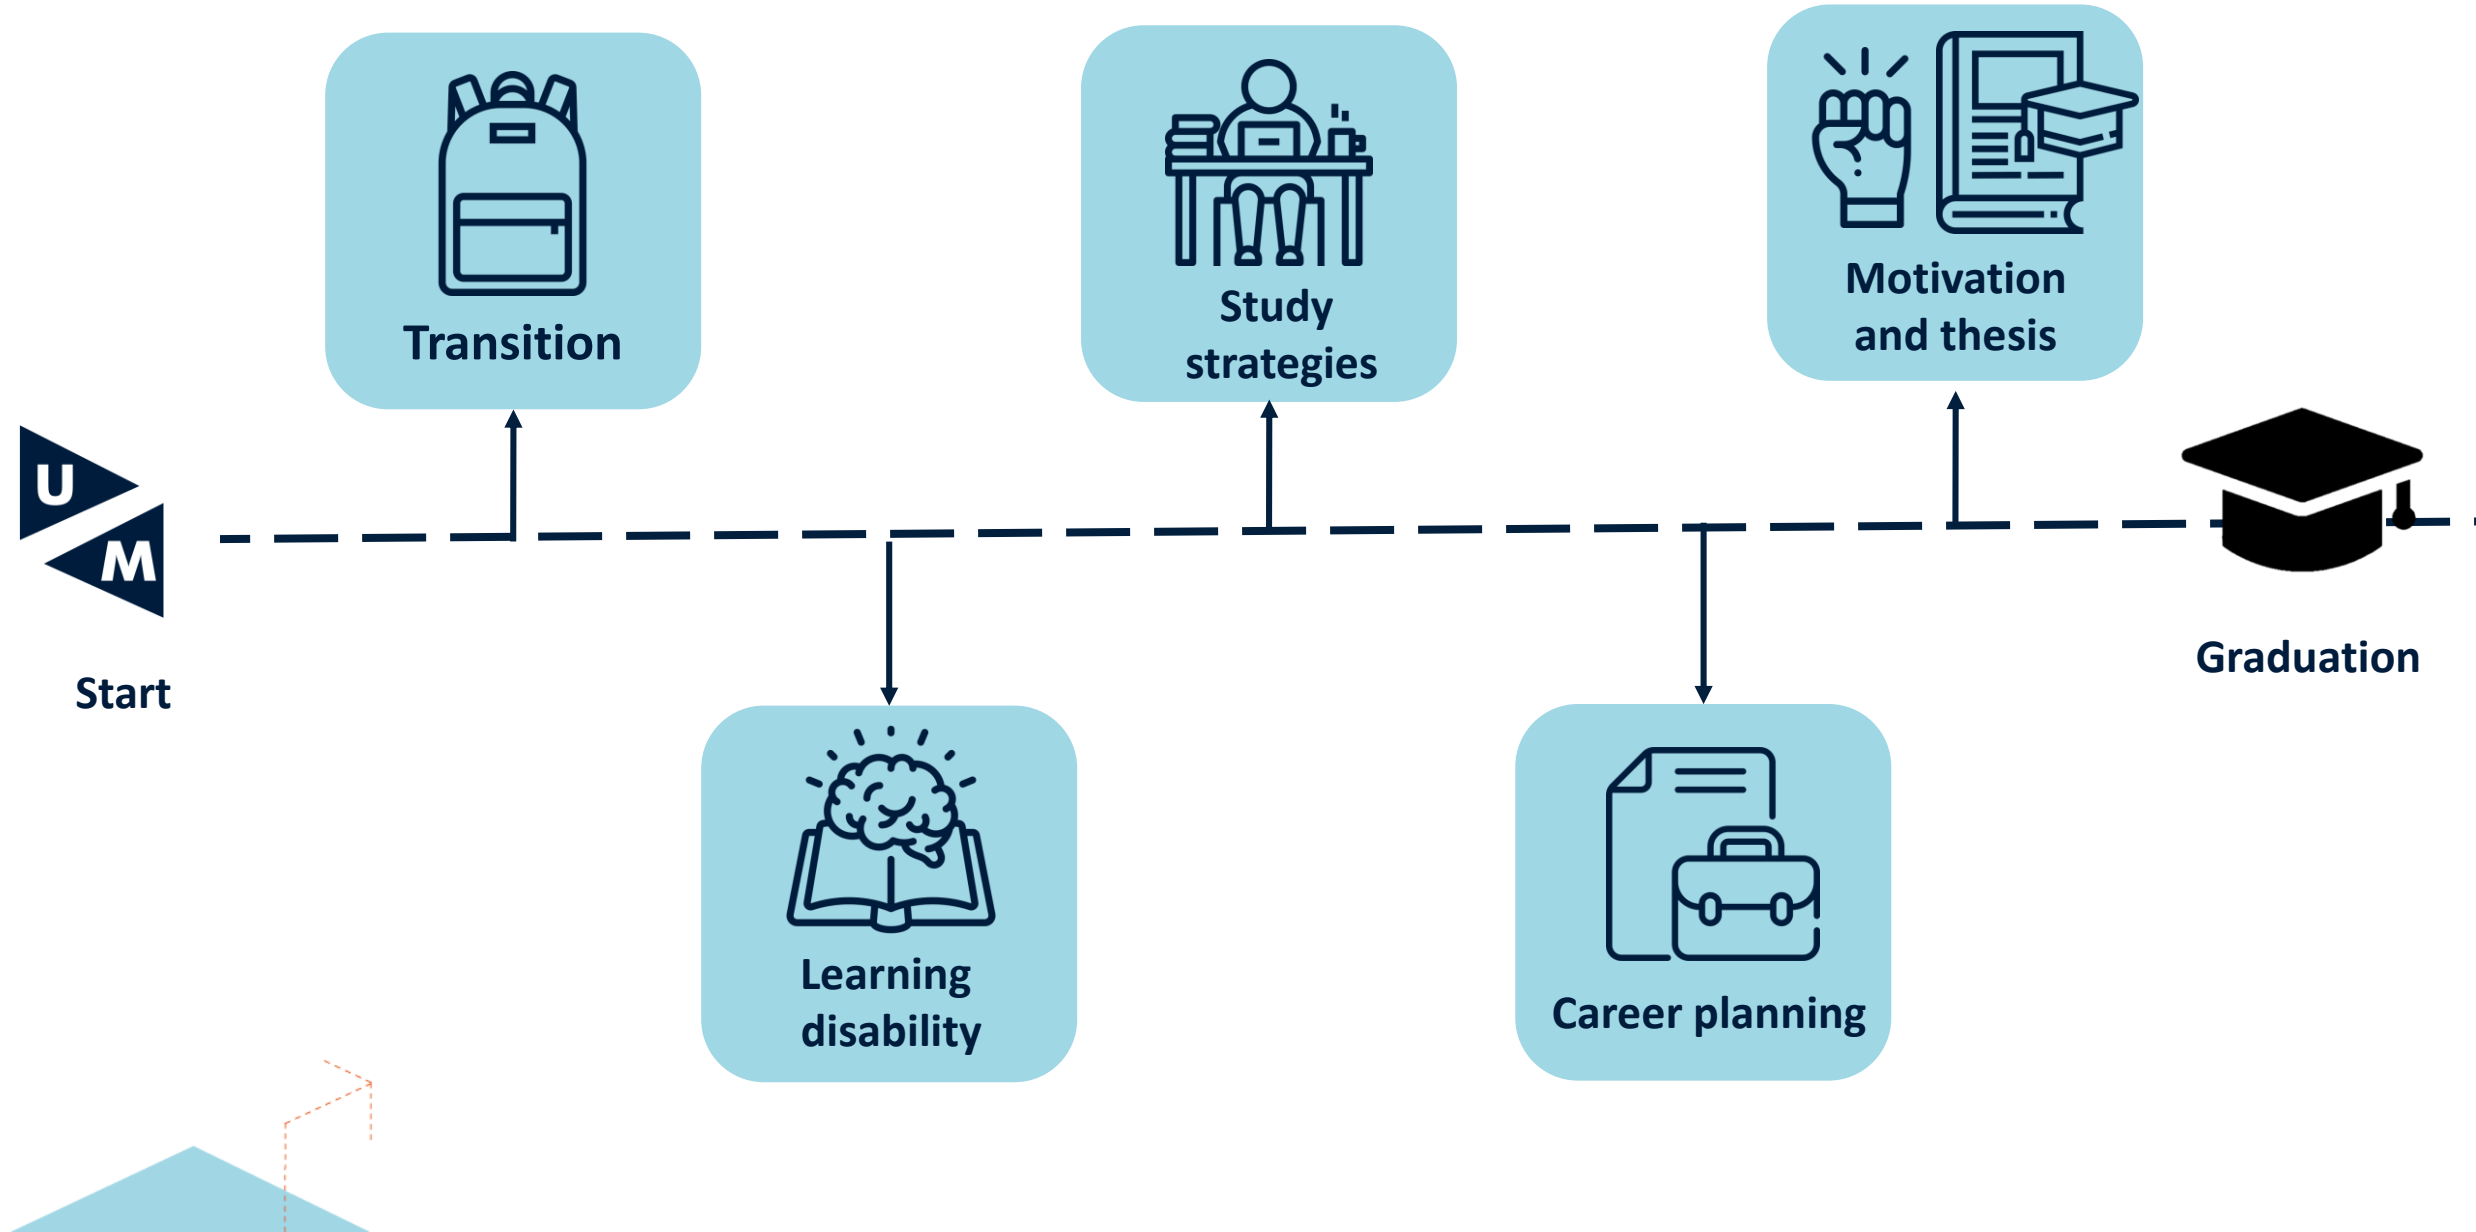 U
M
Start
Transition
Learning
disability
Study
strategies
Career planning
Motivation
and thesis
Graduation